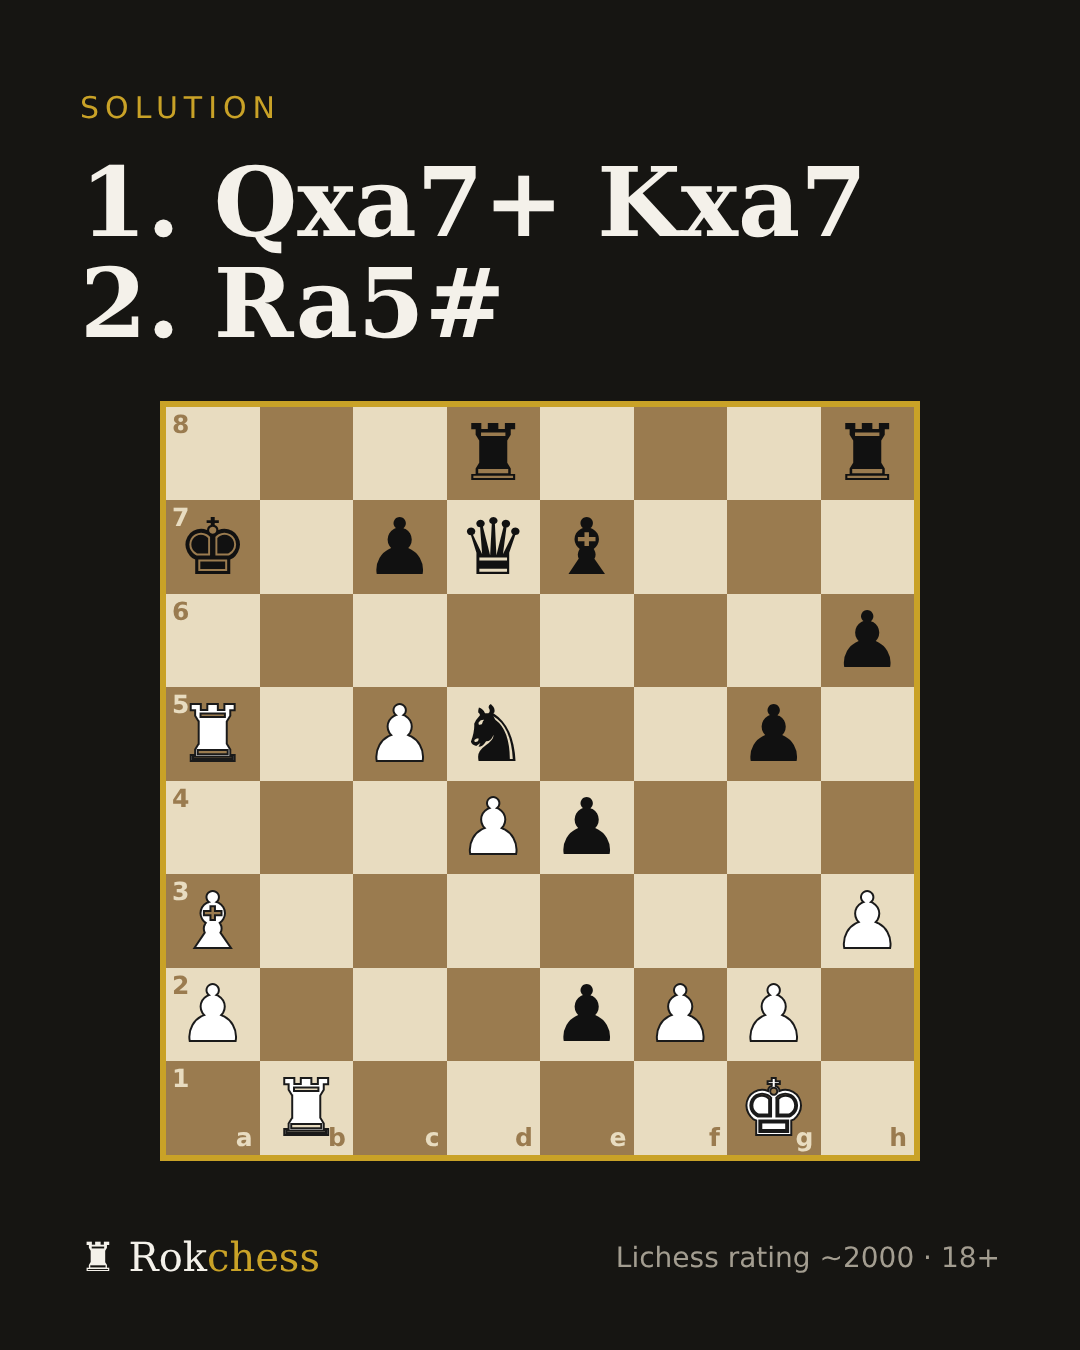 SOLUTION
1. Qxa7+ Kxa7
2. Ra5#
8
7
6
5
4
3
2
1
a b c d e f g h
♜ Rokchess
Lichess rating ~2000 · 18+